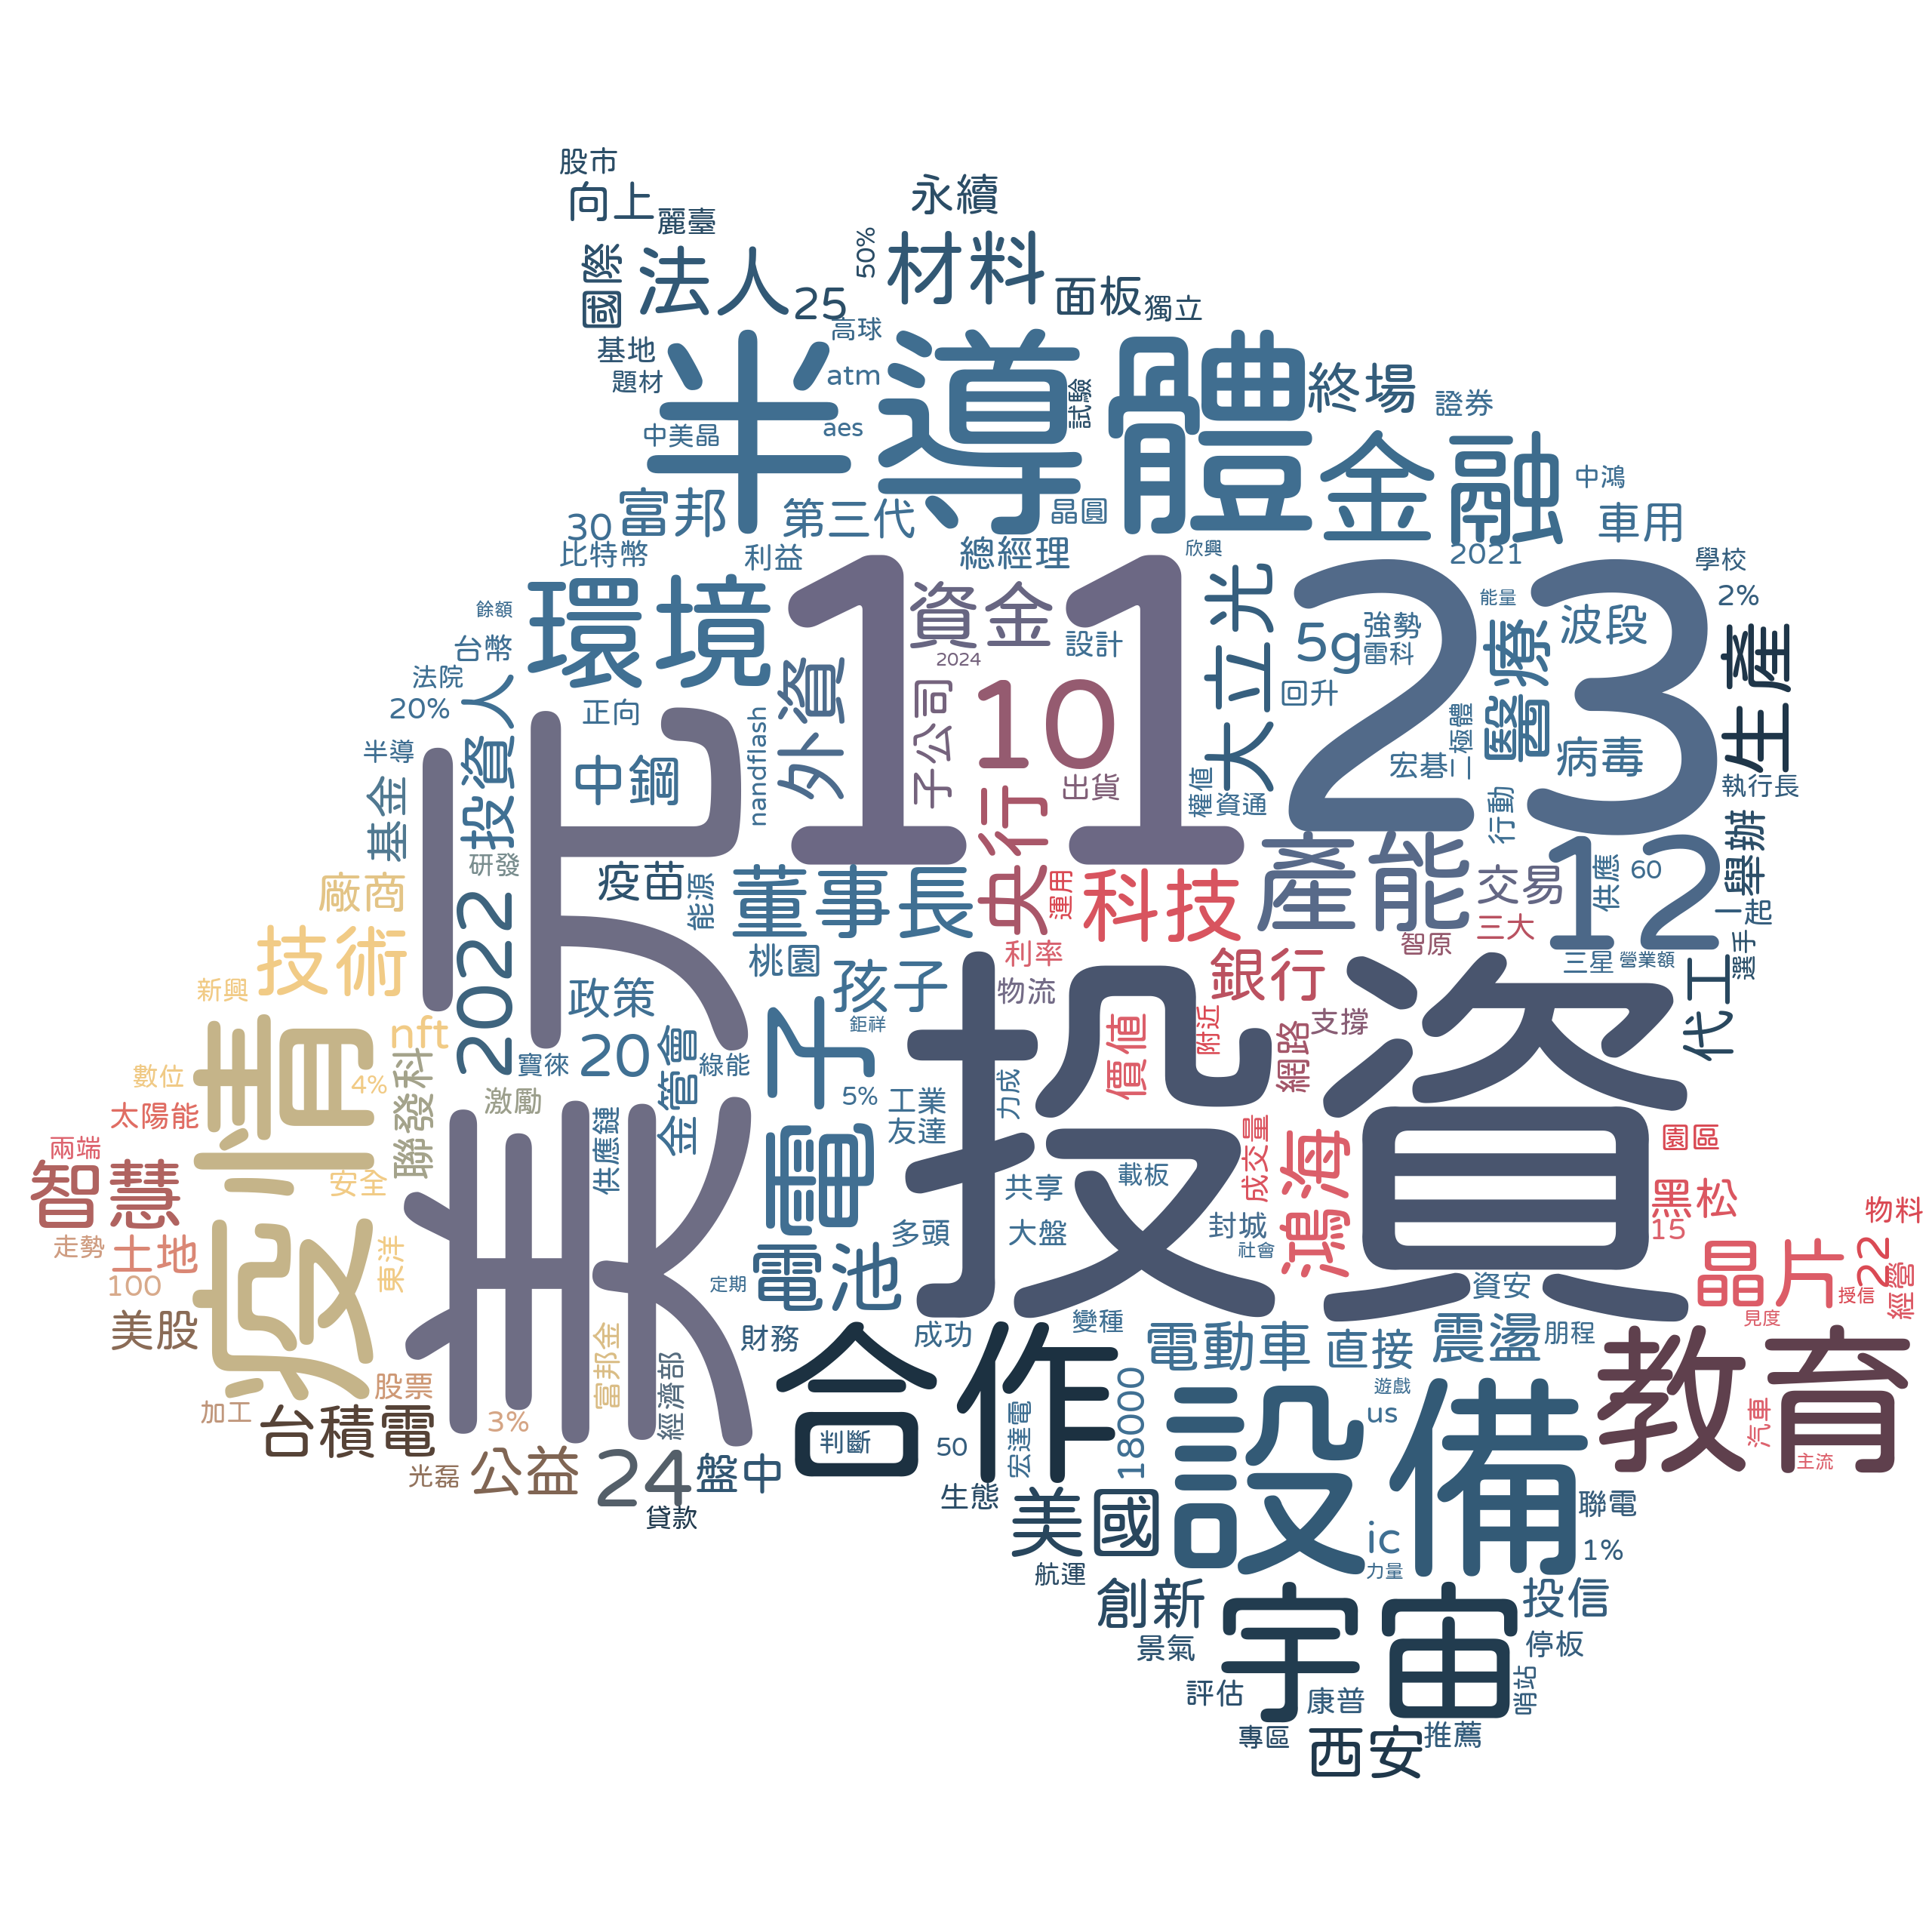 股市
向上
麗臺
永續
國際
法人
25
50%
材料
面板
獨立
高球
基地
題材
atm
半導體
試驗
終場
證券
中美晶
aes
金融
中鴻
30
富邦
第三代
晶圓
車用
比特幣
利益
總經理
欣興
2021
學校
2%
環境
11
資金
大立光
23
能量
餘額
台幣
設計
5g
強勢
雷科
醫療
波段
生產
法院
20%
投資人
正向
外資
2024
子公司
10
回升
半導
元
中鋼
nandflash
出貨
權值
資通
宏碁
二極體
病毒
行動
執行長
基金
研發
疫苗
能源
董事長
央行
運用
科技
產能
交易
12
供應
60
舉辦
一起
廠商
2022
三大
技術
桃園
孩子
利率
智原
三星
營業額
選手
新興
政策
物流
銀行
代工
疫情
nft
鉅祥
投資
價值
附近
網路
支撐
數位
4%
聯發科
寶徠
20
金管會
綠能
電子
5%
工業
力成
太陽能
激勵
友達
兩端
美
供應鏈
成交量
鴻海
園區
智慧
安全
共享
載板
黑松
15
物料
走勢
土地
東洋
多頭
大盤
封城
社會
晶片
22
100
電池
定期
資安
授信
經營
美股
富邦金
財務
成功
變種
電動車
直接
震盪
朋程
見度
股票
經濟部
合作
教育
加工
台積電
3%
判斷
50
宏達電
18000
設備
遊戲
us
汽車
主流
光磊
公益
24
盤中
生態
美國
聯電
貸款
ic
1%
航運
力量
創新
宇宙
投信
景氣
停板
評估
康普
哨站
專區
西安
推薦